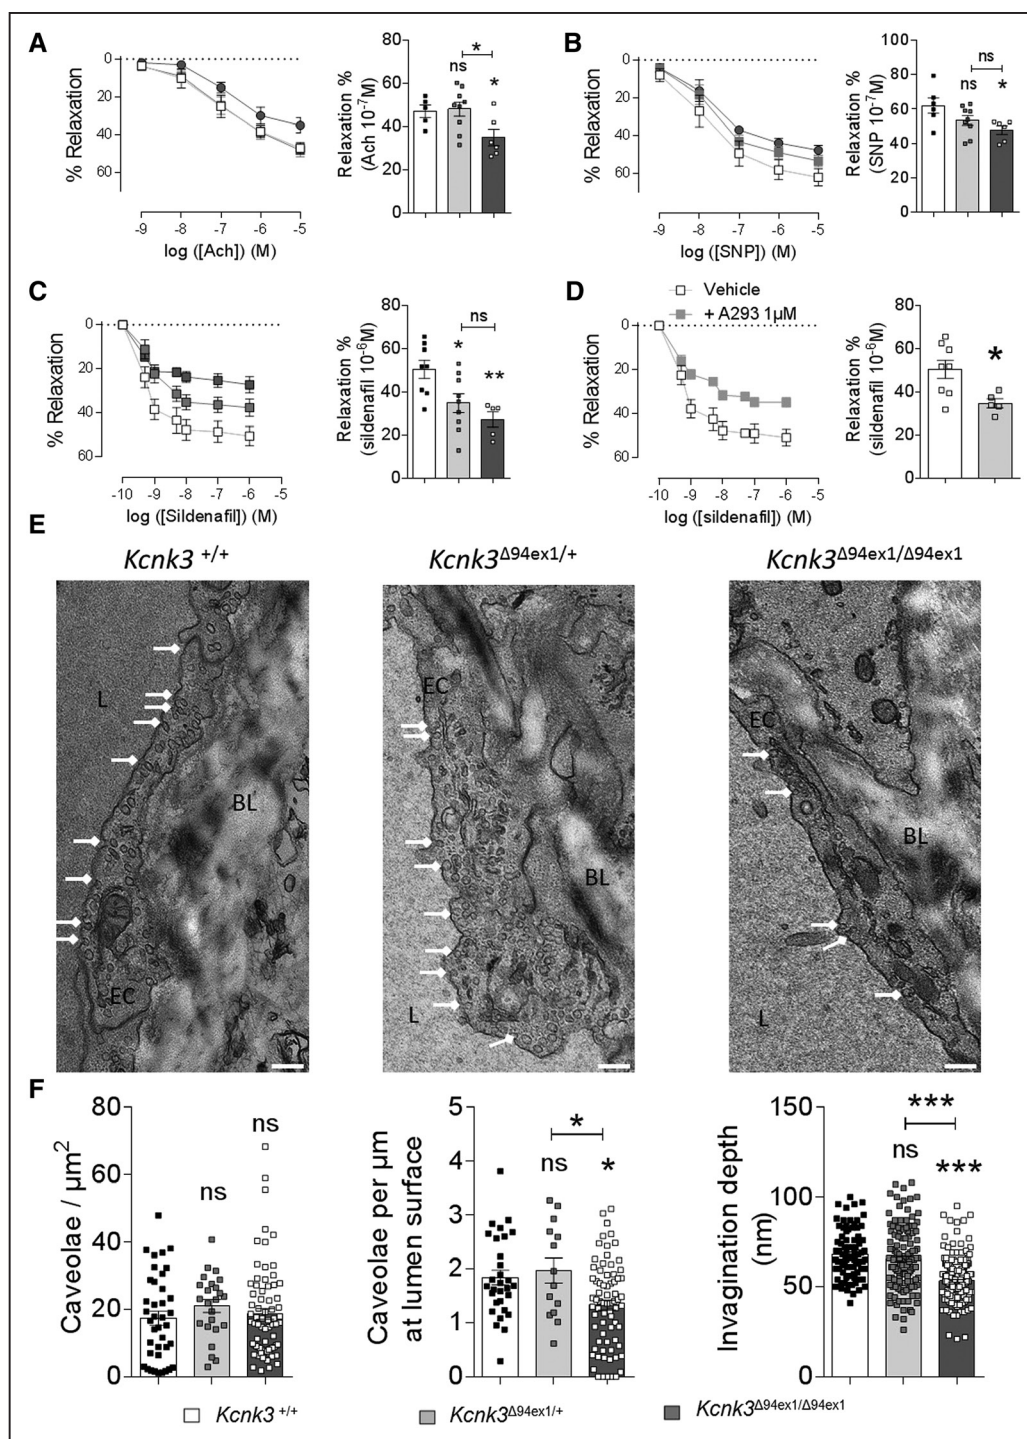 A
% Relaxation
0
20
40
60
-9 -8 -7 -6 -5
log ([Ach]) (M)
Relaxation %
(Ach 10⁻⁷M)
80
60
40
20
0
*
ns
*
B
% Relaxation
0
20
40
60
-9 -8 -7 -6 -5
log ([SNP]) (M)
Relaxation %
(SNP 10⁻⁷M)
100
80
60
40
20
0
ns
ns
*
C
% Relaxation
0
20
40
60
-10 -9 -8 -7 -6 -5
log ([Sildenafil]) (M)
Relaxation %
(sildenafil 10⁻⁶M)
80
60
40
20
0
ns
*
**
D
Vehicle
+ A293 1µM
% Relaxation
0
20
40
60
-10 -9 -8 -7 -6 -5
log ([sildenafil]) (M)
Relaxation %
(sildenafil 10⁻⁶M)
80
60
40
20
0
*
E
Kcnk3 +/+
Kcnk3Δ94ex1/+
Kcnk3Δ94ex1/Δ94ex1
L
BL
EC
EC
BL
L
EC
BL
L
F
Caveolae / µm²
80
60
40
20
0
ns
ns
Caveolae per µm
at lumen surface
5
4
3
2
1
0
*
ns
*
Invagination depth
(nm)
150
100
50
0
***
ns
***
Kcnk3 +/+
Kcnk3Δ94ex1/+
Kcnk3Δ94ex1/Δ94ex1